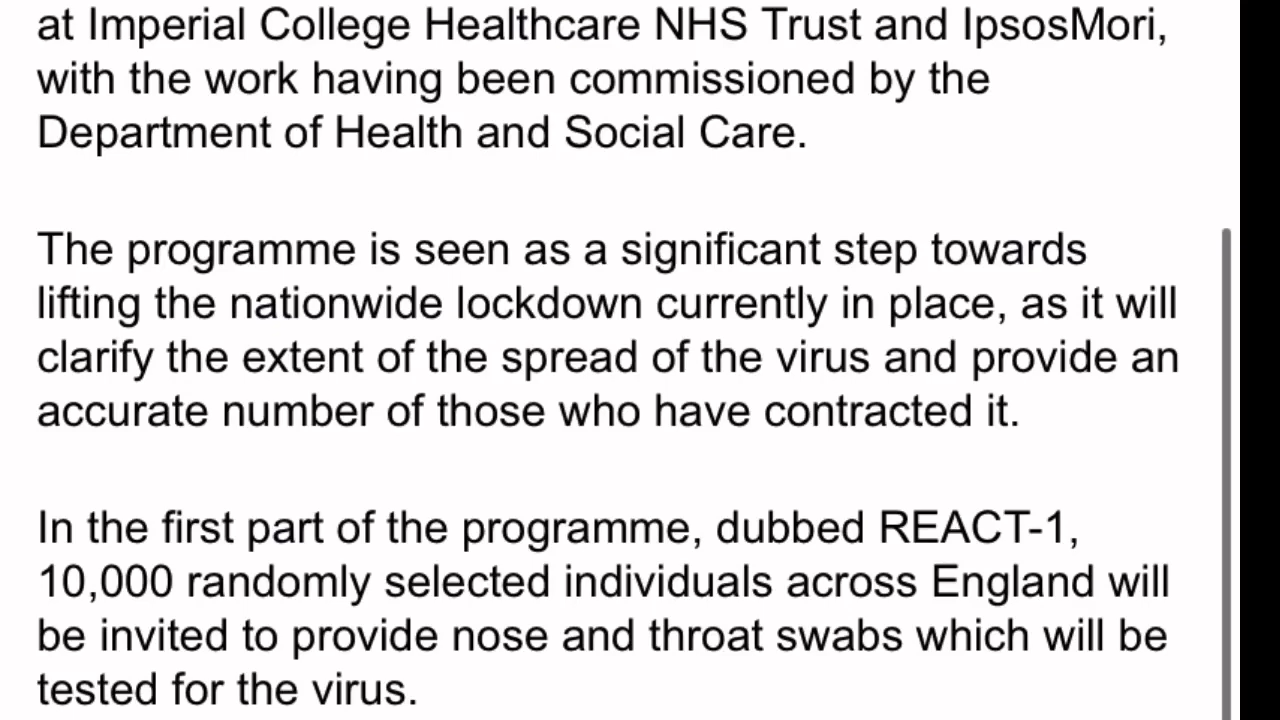 at Imperial College Healthcare NHS Trust and IpsosMori,
with the work having been commissioned by the
Department of Health and Social Care.
The programme is seen as a significant step towards
lifting the nationwide lockdown currently in place, as it will
clarify the extent of the spread of the virus and provide an
accurate number of those who have contracted it.
In the first part of the programme, dubbed REACT-1,
10,000 randomly selected individuals across England will
be invited to provide nose and throat swabs which will be
tested for the virus.